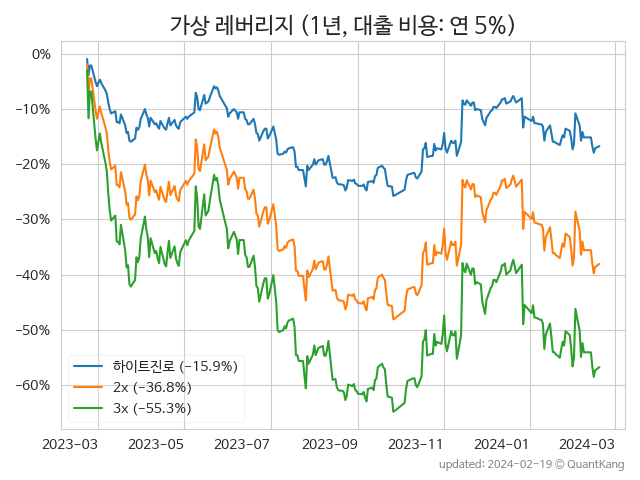 가상 레버리지 (1년, 대출 비용: 연 5%)
0%
−10%
−20%
−30%
−40%
−50%
−60%
하이트진로 (−15.9%)
2x (−36.8%)
3x (−55.3%)
2023-03 2023-05 2023-07 2023-09 2023-11 2024-01 2024-03
updated: 2024-02-19 © QuantKang